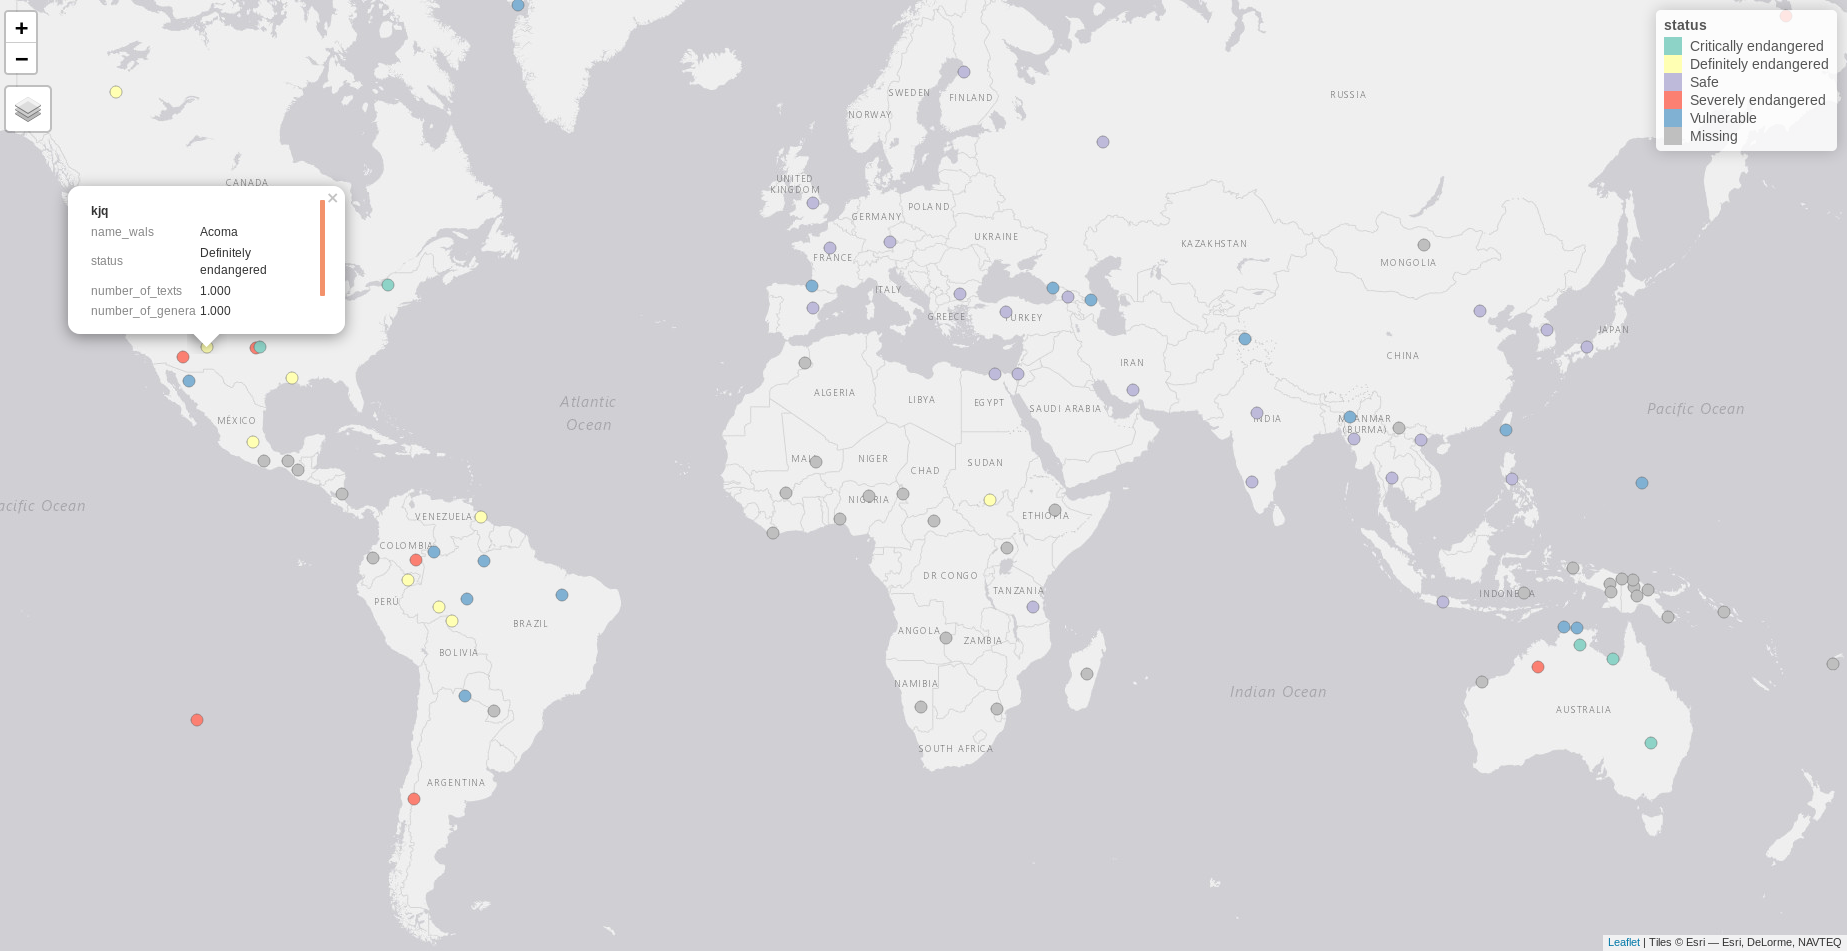 +
−
kjq
×
name_wals Acoma
status Definitely
endangered
number_of_texts 1.000
number_of_genera 1.000
status
Critically endangered
Definitely endangered
Safe
Severely endangered
Vulnerable
Missing
CANADA
MÉXICO
VENEZUELA
COLOMBIA
PERÚ
BRAZIL
BOLIVIA
ARGENTINA
Atlantic
Ocean
acific Ocean
SWEDEN
FINLAND
NORWAY
RUSSIA
UNITED
KINGDOM
GERMANY
POLAND
UKRAINE
FRANCE
ITALY
GREECE
TURKEY
KAZAKHSTAN
MONGOLIA
CHINA
JAPAN
IRAN
ALGERIA
LIBYA
EGYPT
SAUDI ARABIA
INDIA
MYANMAR
(BURMA)
MALI
NIGER
CHAD
SUDAN
NIGERIA
ETHIOPIA
DR CONGO
TANZANIA
ANGOLA
ZAMBIA
NAMIBIA
SOUTH AFRICA
INDONESIA
AUSTRALIA
Indian Ocean
Pacific Ocean
Leaflet | Tiles © Esri — Esri, DeLorme, NAVTEQ